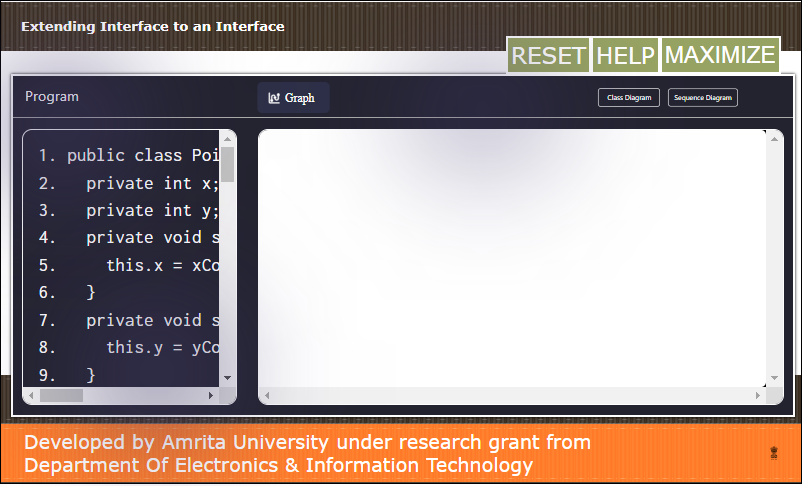 Extending Interface to an Interface
RESET HELP MAXIMIZE
Program
Graph
Class Diagram
Sequence Diagram
1. public class Poi
2. private int x;
3. private int y;
4. private void s
5. this.x = xCo
6. }
7. private void s
8. this.y = yCo
9. }
Developed by Amrita University under research grant from
Department Of Electronics & Information Technology